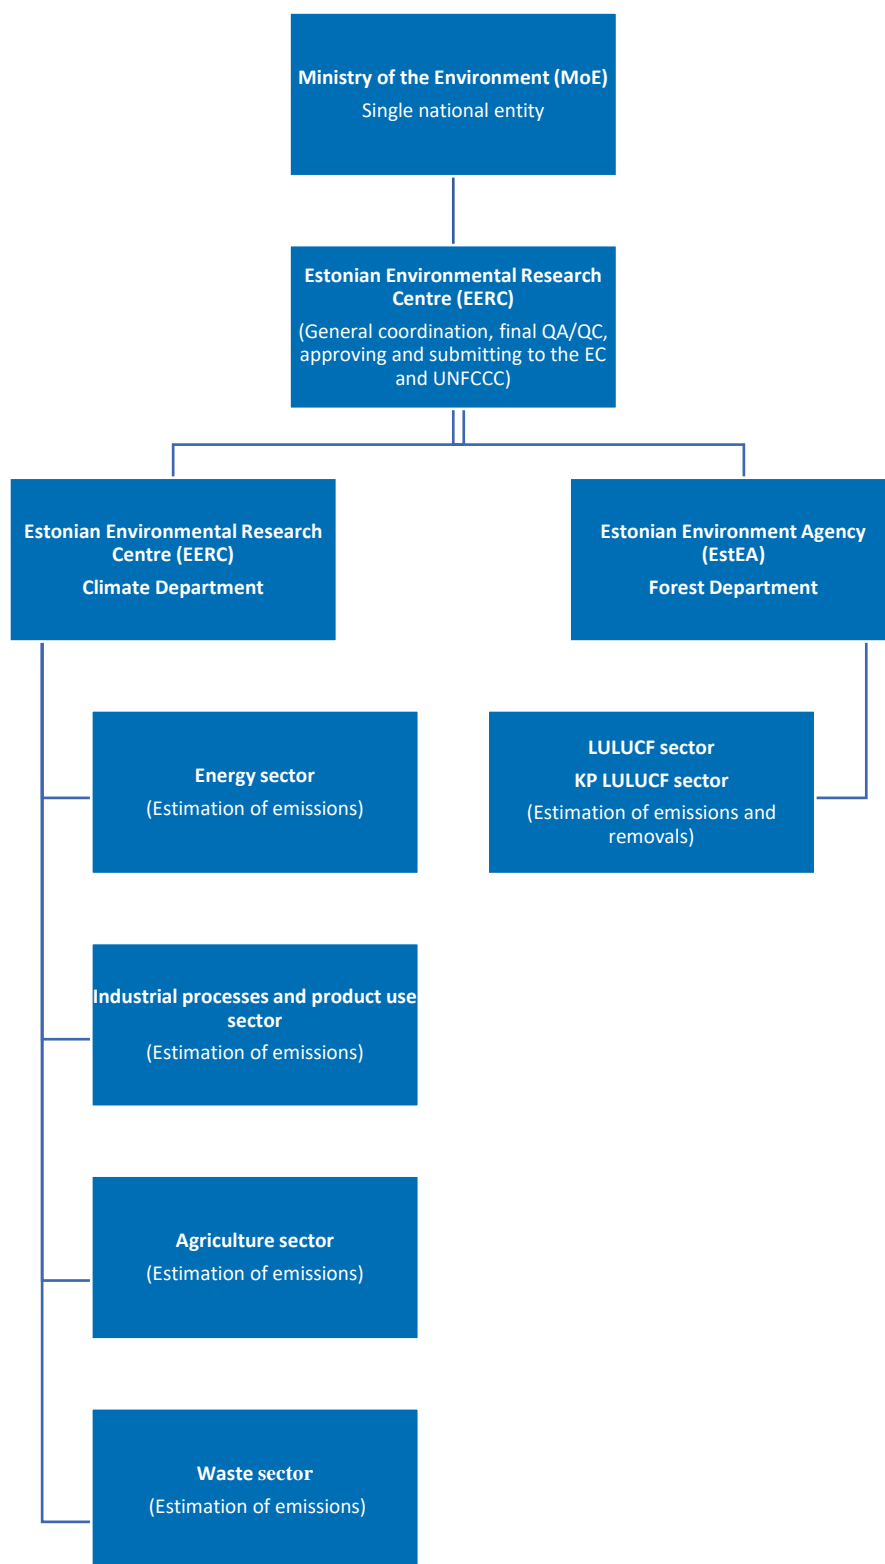 Ministry of the Environment (MoE)
Single national entity
Estonian Environmental Research
Centre (EERC)
(General coordination, final QA/QC,
approving and submitting to the EC
and UNFCCC)
Estonian Environmental Research
Centre (EERC)
Climate Department
Estonian Environment Agency
(EstEA)
Forest Department
Energy sector
(Estimation of emissions)
LULUCF sector
KP LULUCF sector
(Estimation of emissions and
removals)
Industrial processes and product use
sector
(Estimation of emissions)
Agriculture sector
(Estimation of emissions)
Waste sector
(Estimation of emissions)